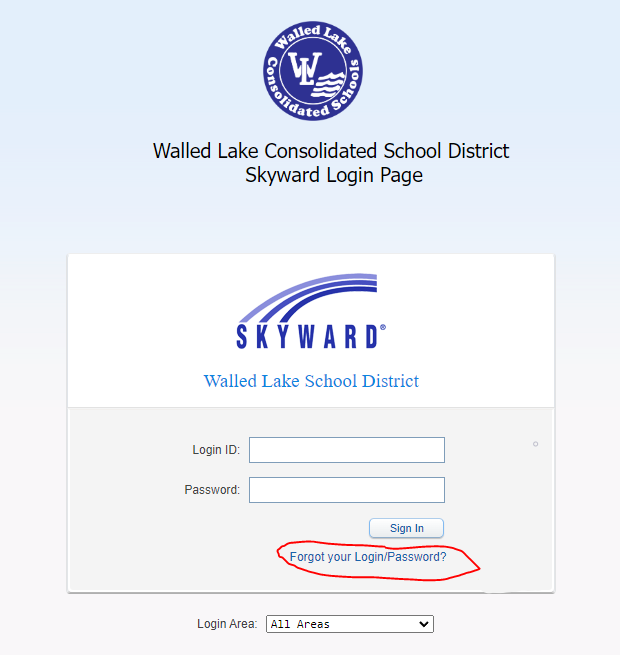 Walled Lake
WL
Consolidated Schools
Walled Lake Consolidated School District
Skyward Login Page
SKYWARD®
Walled Lake School District
Login ID:
Password:
Sign In
Forgot your Login/Password?
Login Area: All Areas